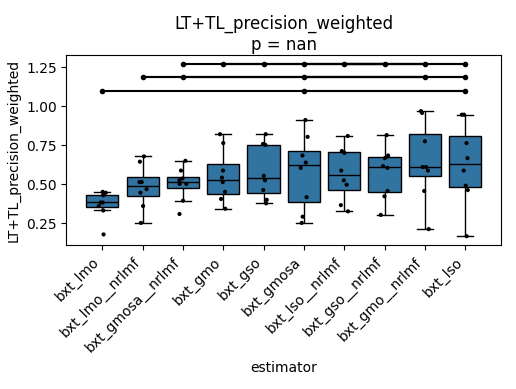 LT+TL_precision_weighted
p = nan
LT+TL_precision_weighted
1.25
1.00
0.75
0.50
0.25
bxt_lmo
bxt_lmo__nrlmf
bxt_gmosa__nrlmf
bxt_gmo
bxt_gso
bxt_gmosa
bxt_lso__nrlmf
bxt_gso__nrlmf
bxt_gmo__nrlmf
bxt_lso
estimator